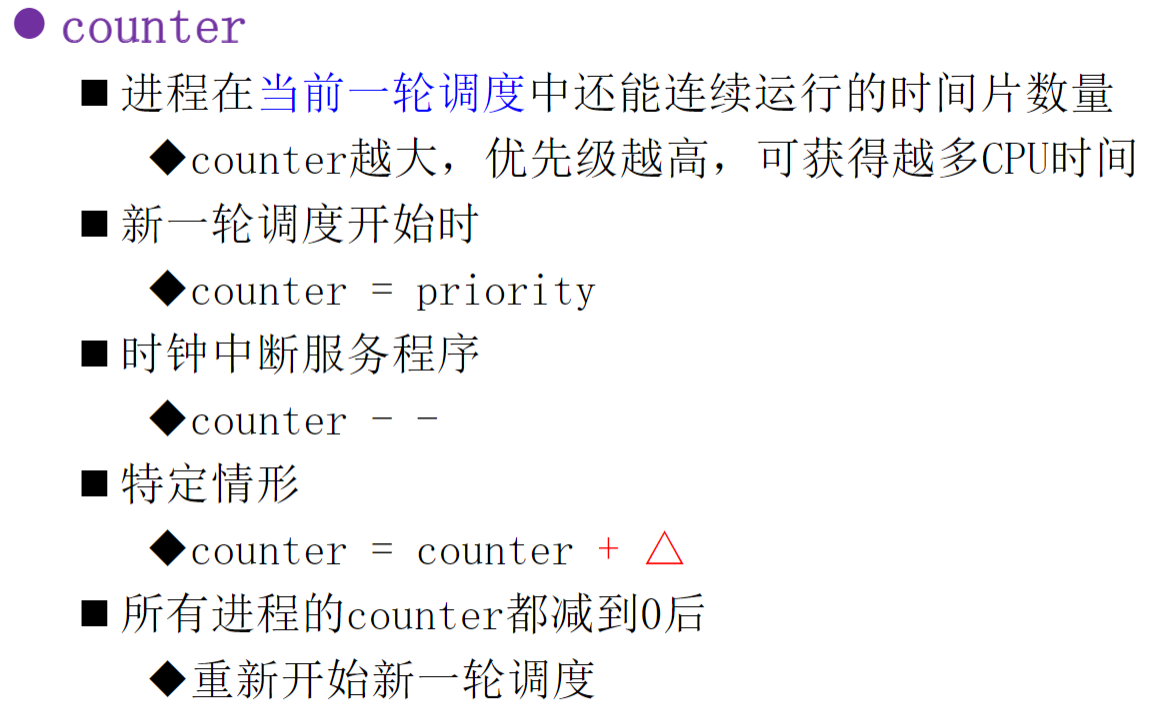 ● counter
■ 进程在当前一轮调度中还能连续运行的时间片数量
◆counter越大，优先级越高，可获得越多CPU时间
■ 新一轮调度开始时
◆counter = priority
■ 时钟中断服务程序
◆counter - -
■ 特定情形
◆counter = counter + △
■ 所有进程的counter都减到0后
◆重新开始新一轮调度